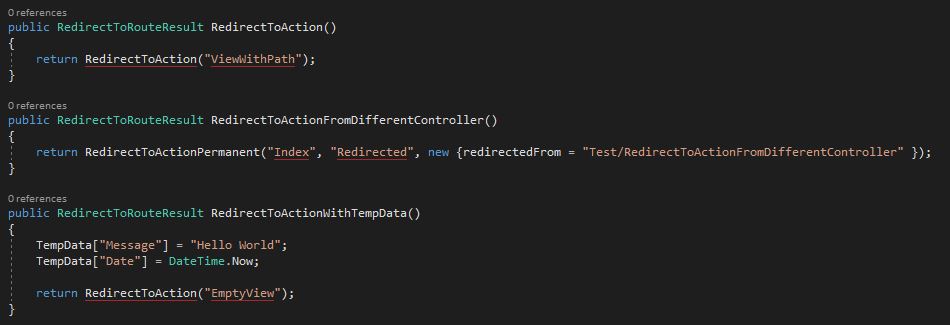 0 references
public RedirectToRouteResult RedirectToAction()
{
    return RedirectToAction("ViewWithPath");
}
0 references
public RedirectToRouteResult RedirectToActionFromDifferentController()
{
    return RedirectToActionPermanent("Index", "Redirected", new {redirectedFrom = "Test/RedirectToActionFromDifferentController" });
}
0 references
public RedirectToRouteResult RedirectToActionWithTempData()
{
    TempData["Message"] = "Hello World";
    TempData["Date"] = DateTime.Now;
    return RedirectToAction("EmptyView");
}